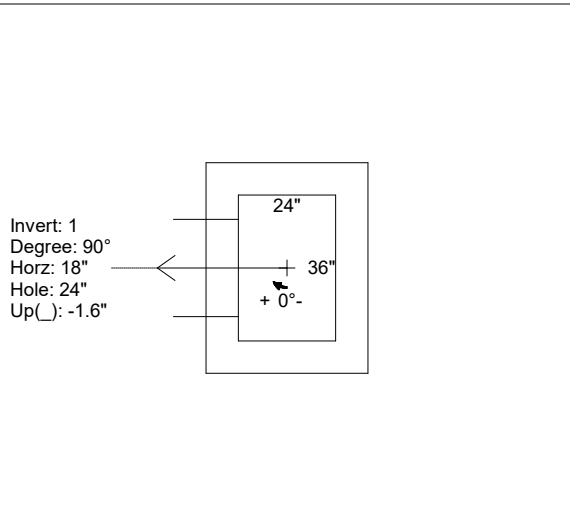 24"
Invert: 1
Degree: 90°
Horz: 18"
36"
Hole: 24"
+ 0°-
Up(_): -1.6"